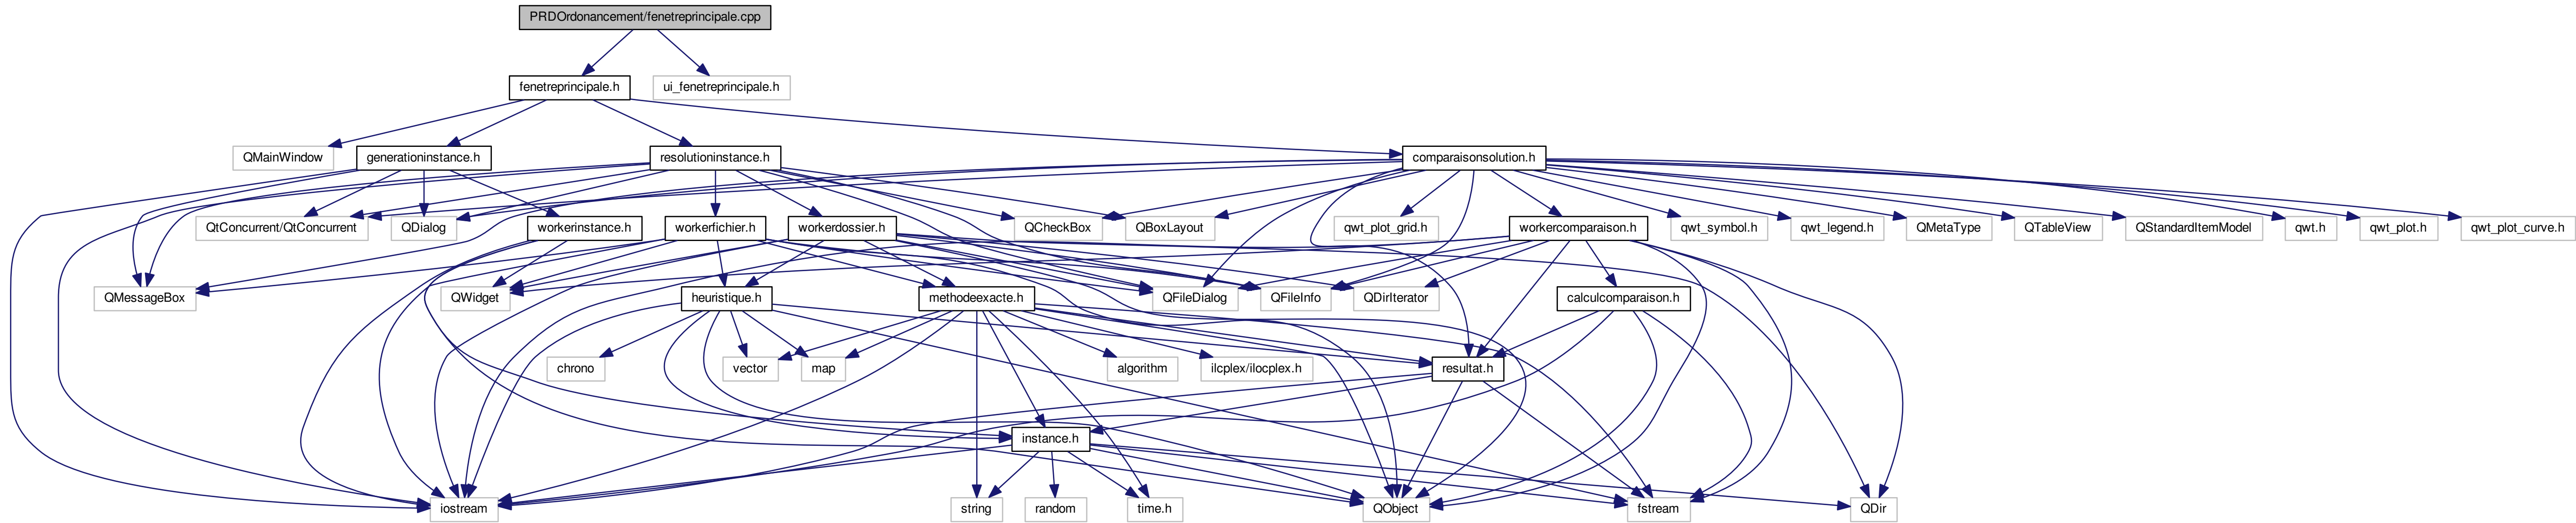 PRDOrdonancement/fenetreprincipale.cpp
fenetreprincipale.h
ui_fenetreprincipale.h
QMainWindow
generationinstance.h
resolutioninstance.h
comparaisonsolution.h
QtConcurrent/QtConcurrent
QDialog
workerinstance.h
workerfichier.h
workerdossier.h
QCheckBox
QBoxLayout
qwt_plot_grid.h
workercomparaison.h
qwt_symbol.h
qwt_legend.h
QMetaType
QTableView
QStandardItemModel
qwt.h
qwt_plot.h
qwt_plot_curve.h
QMessageBox
QWidget
heuristique.h
methodeexacte.h
QFileDialog
QFileInfo
QDirIterator
calculcomparaison.h
chrono
vector
map
algorithm
ilcplex/ilocplex.h
resultat.h
instance.h
iostream
string
random
time.h
QObject
fstream
QDir